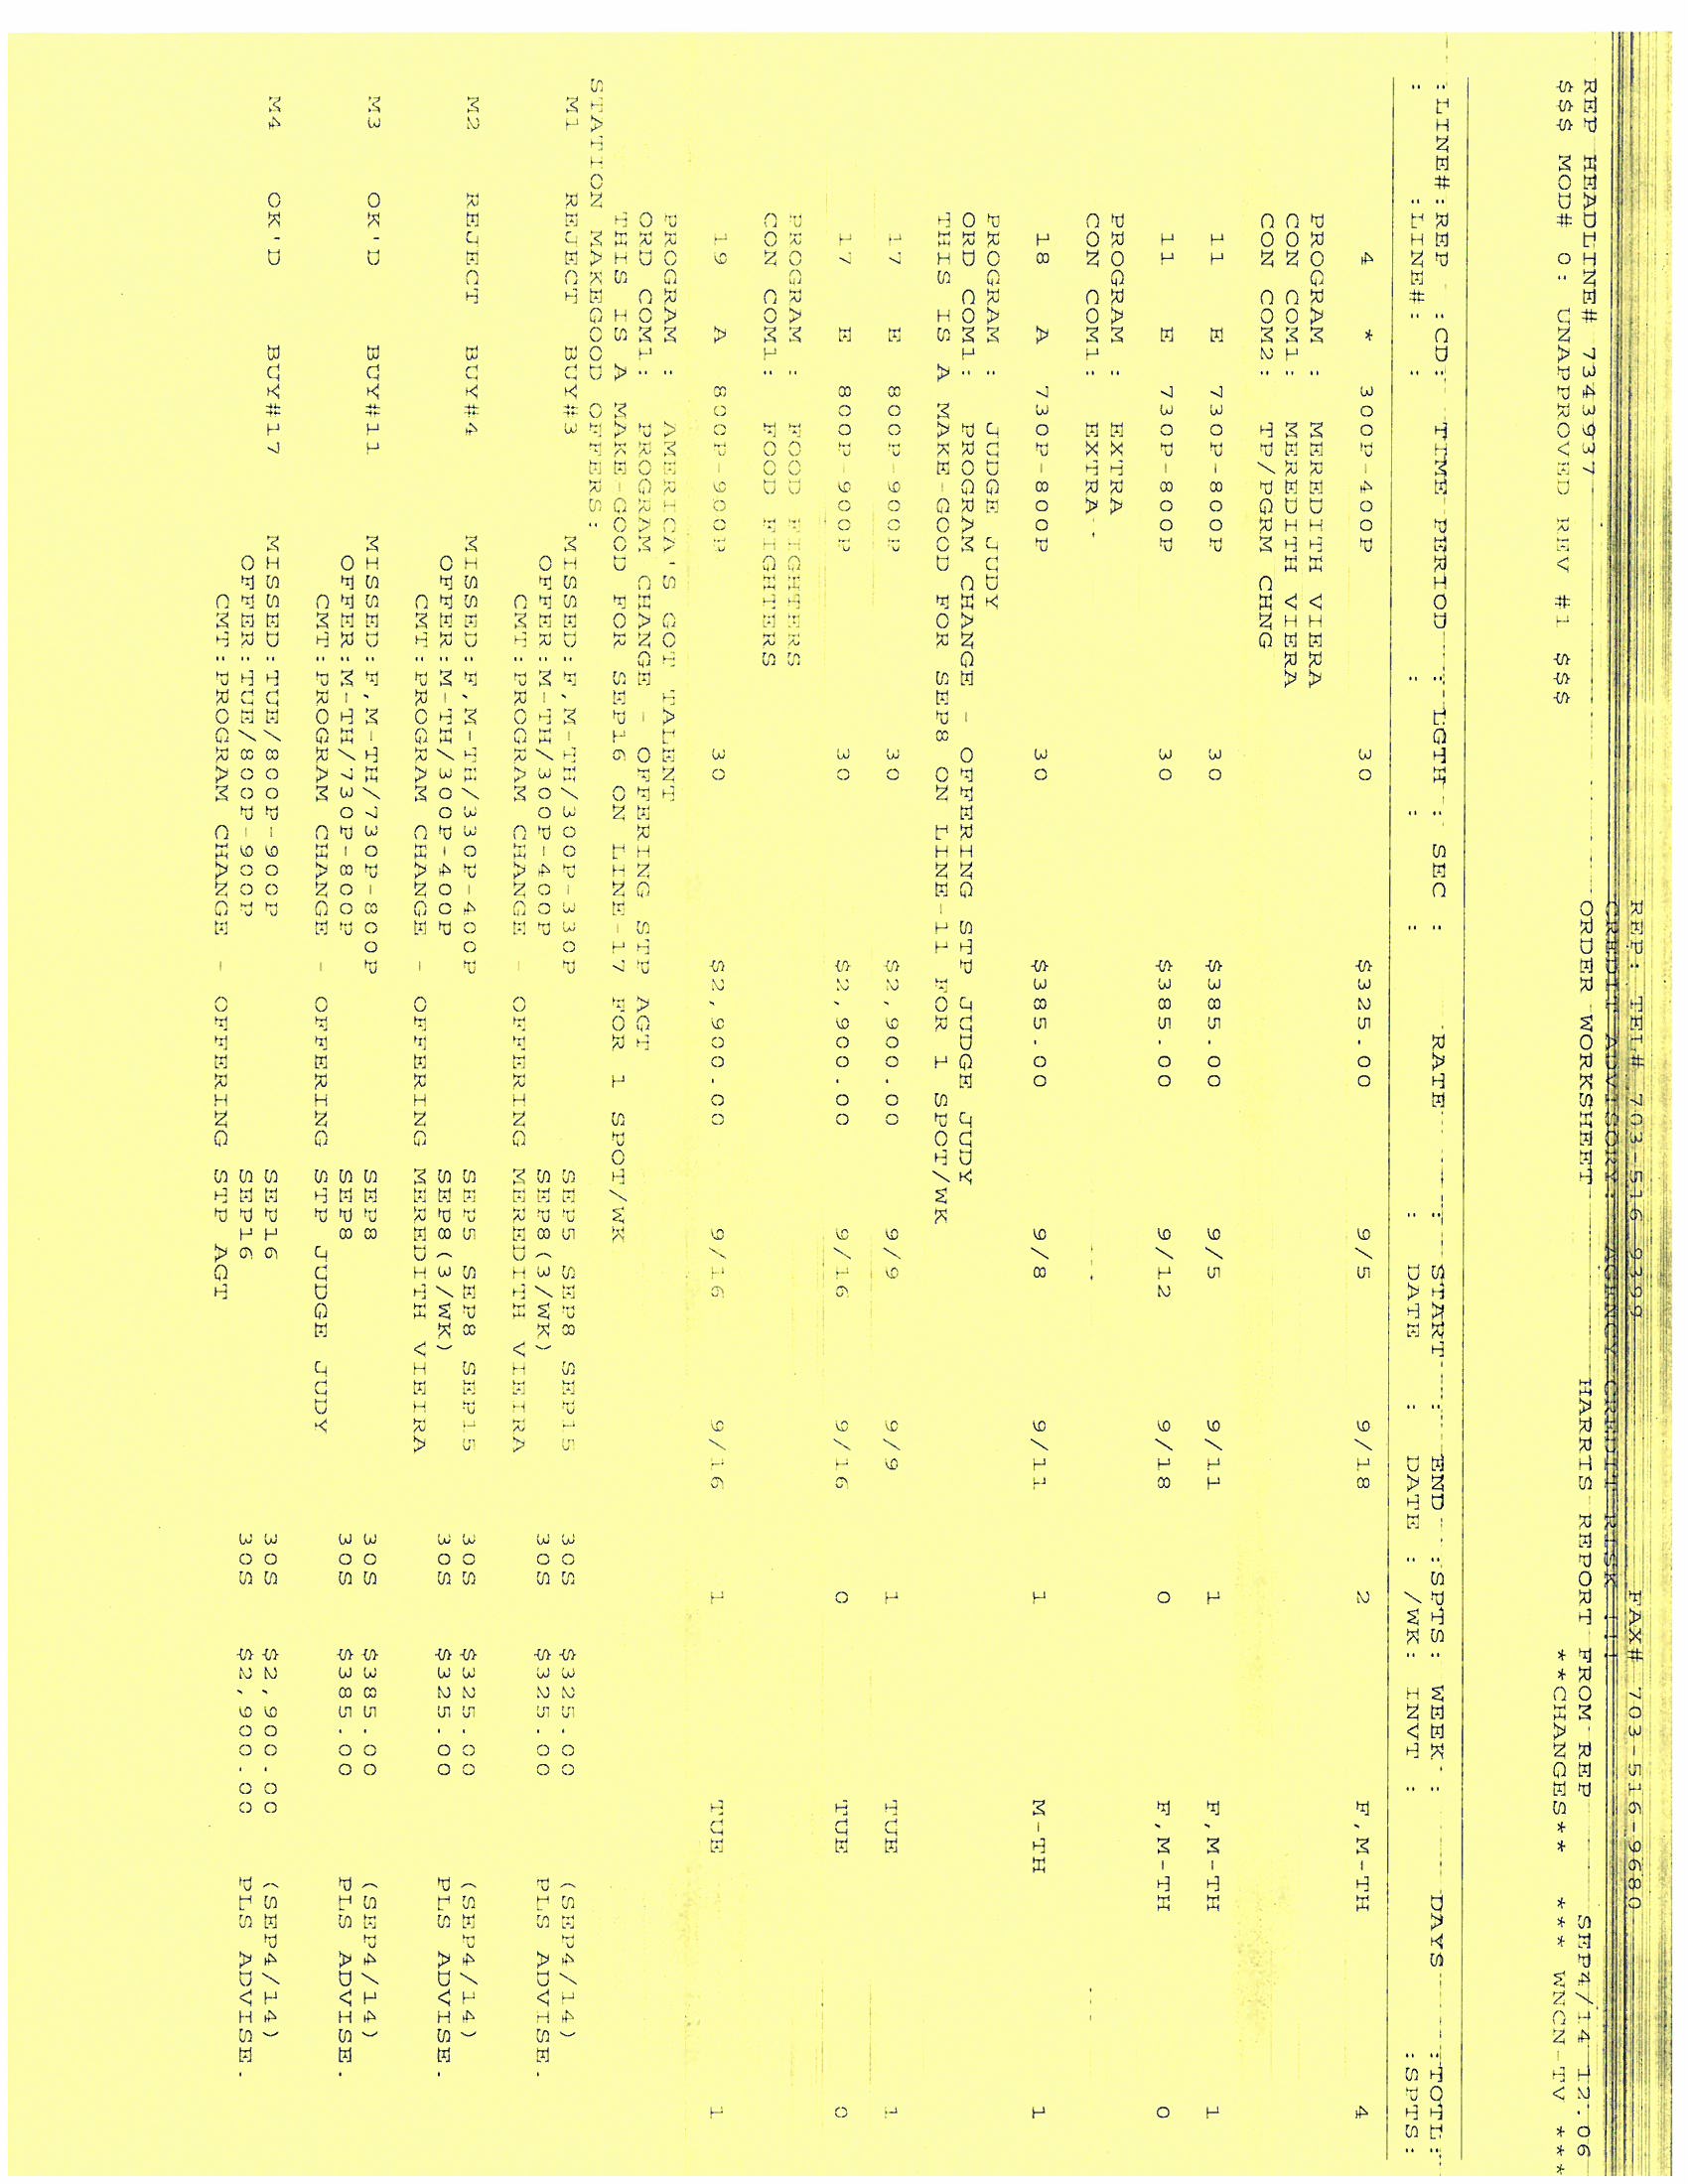 REP: TEL# 703-516-9399 FAX# 703-516-9680
CREDIT ADVISORY: AGENCY CREDIT RISK
ORDER WORKSHEET HARRIS REPORT FROM REP SEP4/14 12.06
REP HEADLINE# 7343937 **CHANGES** *** WNCN-TV ***
$$$ MOD# 0: UNAPPROVED REV #1 $$$
:LINE#:REP :CD: TIME PERIOD : LGTH : SEC : RATE : START : END :SPTS: WEEK : DAYS :TOTL:
: :LINE#: : : : : : DATE : DATE : /WK: INVT : :SPTS:
4 * 300P-400P 30 $325.00 9/5 9/18 2 F,M-TH 4
PROGRAM : MEREDITH VIERA
CON COM1: MEREDITH VIERA
CON COM2: TP/PGRM CHNG
11 E 730P-800P 30 $385.00 9/5 9/11 1 F,M-TH 1
11 E 730P-800P 30 $385.00 9/12 9/18 0 F,M-TH 0
PROGRAM : EXTRA
CON COM1: EXTRA
18 A 730P-800P 30 $385.00 9/8 9/11 1 M-TH 1
PROGRAM : JUDGE JUDY
ORD COM1: PROGRAM CHANGE - OFFERING STP JUDGE JUDY
THIS IS A MAKE-GOOD FOR SEP8 ON LINE-11 FOR 1 SPOT/WK
17 E 800P-900P 30 $2,900.00 9/9 9/9 1 TUE 1
17 E 800P-900P 30 $2,900.00 9/16 9/16 0 TUE 0
PROGRAM : FOOD FIGHTERS
CON COM1: FOOD FIGHTERS
19 A 800P-900P 30 $2,900.00 9/16 9/16 1 TUE 1
PROGRAM : AMERICA'S GOT TALENT
ORD COM1: PROGRAM CHANGE - OFFERING STP AGT
THIS IS A MAKE-GOOD FOR SEP16 ON LINE-17 FOR 1 SPOT/WK
STATION MAKEGOOD OFFERS:
M1 REJECT BUY#3 MISSED:F,M-TH/300P-330P SEP5 SEP8 SEP15 30S $325.00 (SEP4/14)
OFFER:M-TH/300P-400P SEP8(3/WK) 30S $325.00 PLS ADVISE.
CMT:PROGRAM CHANGE - OFFERING MEREDITH VIEIRA
M2 REJECT BUY#4 MISSED:F,M-TH/330P-400P SEP5 SEP8 SEP15 30S $325.00 (SEP4/14)
OFFER:M-TH/300P-400P SEP8(3/WK) 30S $325.00 PLS ADVISE.
CMT:PROGRAM CHANGE - OFFERING MEREDITH VIEIRA
M3 OK'D BUY#11 MISSED:F,M-TH/730P-800P SEP8 30S $385.00 (SEP4/14)
OFFER:M-TH/730P-800P SEP8 30S $385.00 PLS ADVISE.
CMT:PROGRAM CHANGE - OFFERING STP JUDGE JUDY
M4 OK'D BUY#17 MISSED:TUE/800P-900P SEP16 30S $2,900.00 (SEP4/14)
OFFER:TUE/800P-900P SEP16 30S $2,900.00 PLS ADVISE.
CMT:PROGRAM CHANGE - OFFERING STP AGT